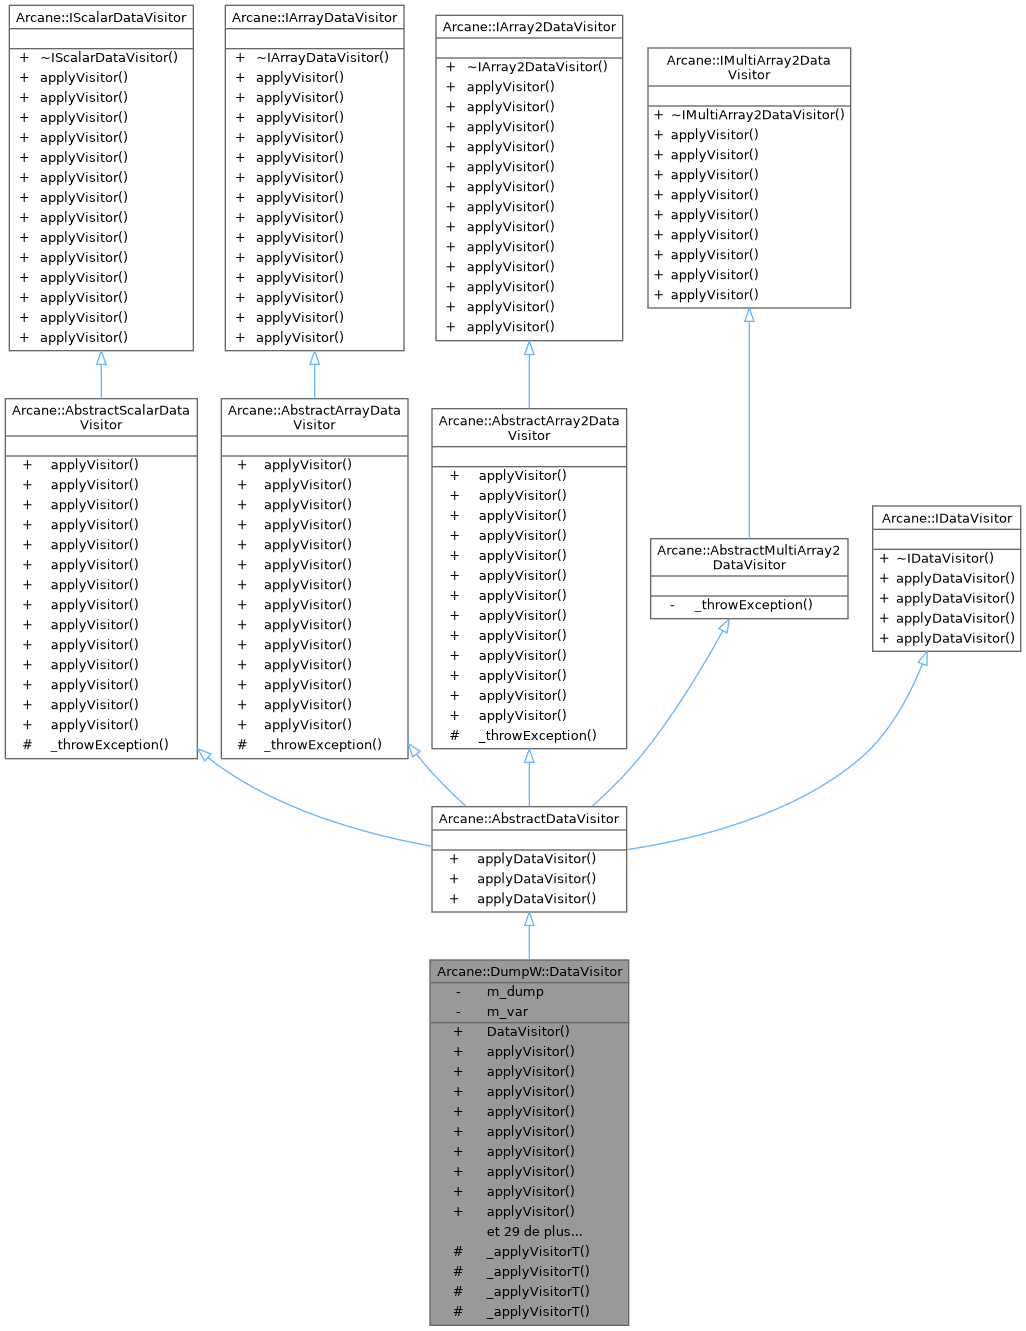 Arcane::IScalarDataVisitor
+ ~IScalarDataVisitor()
+ applyVisitor()
+ applyVisitor()
+ applyVisitor()
+ applyVisitor()
+ applyVisitor()
+ applyVisitor()
+ applyVisitor()
+ applyVisitor()
+ applyVisitor()
+ applyVisitor()
+ applyVisitor()
+ applyVisitor()
+ applyVisitor()
+ applyVisitor()
Arcane::IArrayDataVisitor
+ ~IArrayDataVisitor()
+ applyVisitor()
+ applyVisitor()
+ applyVisitor()
+ applyVisitor()
+ applyVisitor()
+ applyVisitor()
+ applyVisitor()
+ applyVisitor()
+ applyVisitor()
+ applyVisitor()
+ applyVisitor()
+ applyVisitor()
+ applyVisitor()
+ applyVisitor()
Arcane::IArray2DataVisitor
+ ~IArray2DataVisitor()
+ applyVisitor()
+ applyVisitor()
+ applyVisitor()
+ applyVisitor()
+ applyVisitor()
+ applyVisitor()
+ applyVisitor()
+ applyVisitor()
+ applyVisitor()
+ applyVisitor()
+ applyVisitor()
+ applyVisitor()
+ applyVisitor()
Arcane::IMultiArray2Data
Visitor
+ ~IMultiArray2DataVisitor()
+ applyVisitor()
+ applyVisitor()
+ applyVisitor()
+ applyVisitor()
+ applyVisitor()
+ applyVisitor()
+ applyVisitor()
+ applyVisitor()
+ applyVisitor()
Arcane::AbstractScalarData
Visitor
+ applyVisitor()
+ applyVisitor()
+ applyVisitor()
+ applyVisitor()
+ applyVisitor()
+ applyVisitor()
+ applyVisitor()
+ applyVisitor()
+ applyVisitor()
+ applyVisitor()
+ applyVisitor()
+ applyVisitor()
+ applyVisitor()
+ applyVisitor()
# _throwException()
Arcane::AbstractArrayData
Visitor
+ applyVisitor()
+ applyVisitor()
+ applyVisitor()
+ applyVisitor()
+ applyVisitor()
+ applyVisitor()
+ applyVisitor()
+ applyVisitor()
+ applyVisitor()
+ applyVisitor()
+ applyVisitor()
+ applyVisitor()
+ applyVisitor()
+ applyVisitor()
# _throwException()
Arcane::AbstractArray2Data
Visitor
+ applyVisitor()
+ applyVisitor()
+ applyVisitor()
+ applyVisitor()
+ applyVisitor()
+ applyVisitor()
+ applyVisitor()
+ applyVisitor()
+ applyVisitor()
+ applyVisitor()
+ applyVisitor()
+ applyVisitor()
+ applyVisitor()
# _throwException()
Arcane::AbstractMultiArray2
DataVisitor
- _throwException()
Arcane::IDataVisitor
+ ~IDataVisitor()
+ applyDataVisitor()
+ applyDataVisitor()
+ applyDataVisitor()
+ applyDataVisitor()
Arcane::AbstractDataVisitor
+ applyDataVisitor()
+ applyDataVisitor()
+ applyDataVisitor()
Arcane::DumpW::DataVisitor
- m_dump
- m_var
+ DataVisitor()
+ applyVisitor()
+ applyVisitor()
+ applyVisitor()
+ applyVisitor()
+ applyVisitor()
+ applyVisitor()
+ applyVisitor()
+ applyVisitor()
+ applyVisitor()
et 29 de plus...
# _applyVisitorT()
# _applyVisitorT()
# _applyVisitorT()
# _applyVisitorT()